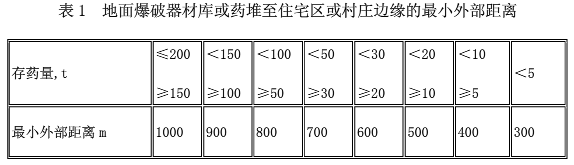 表1 地面爆破器材库或药堆至住宅区或村庄边缘的最小外部距离
存药量,t ≤200 ≥150 <150 ≥100 <100 ≥50 <50 ≥30 <30 ≥20 <20 ≥10 <10 ≥5 <5
最小外部距离 m 1000 900 800 700 600 500 400 300